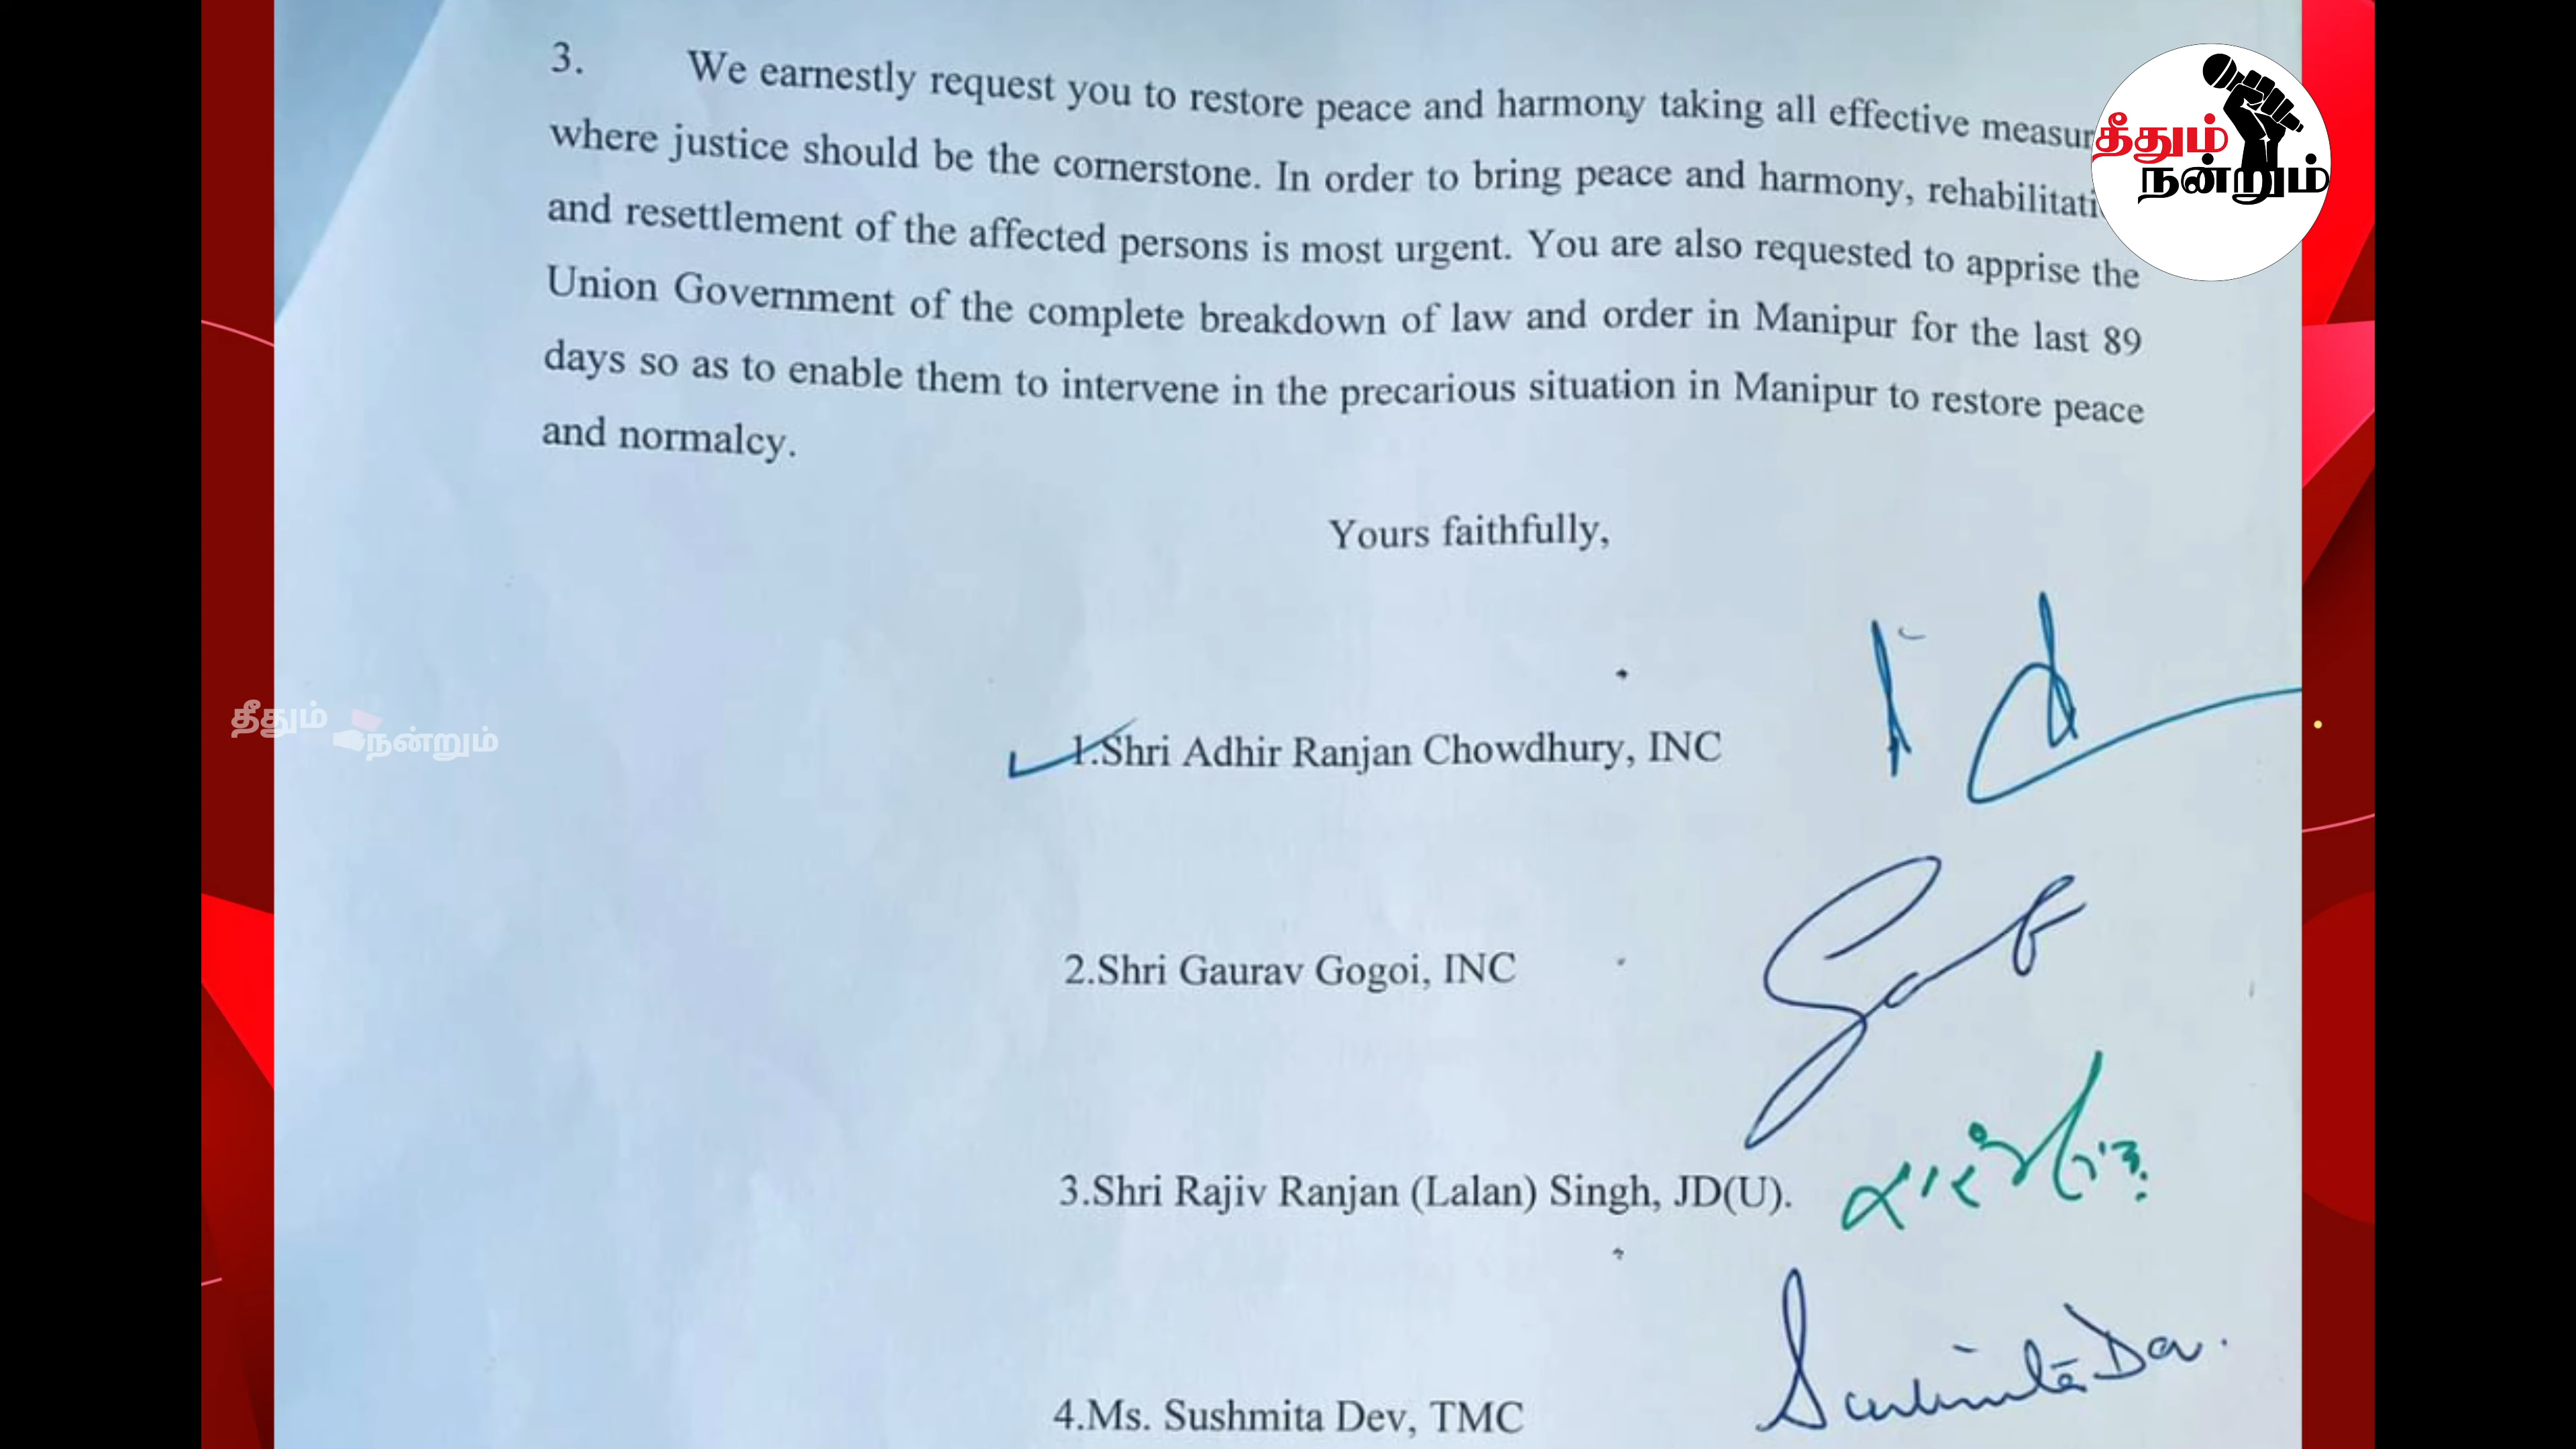 3. We earnestly request you to restore peace and harmony taking all effective measur
where justice should be the cornerstone. In order to bring peace and harmony, rehabilitati
and resettlement of the affected persons is most urgent. You are also requested to apprise the
Union Government of the complete breakdown of law and order in Manipur for the last 89
days so as to enable them to intervene in the precarious situation in Manipur to restore peace
and normalcy.
Yours faithfully,
1.Shri Adhir Ranjan Chowdhury, INC
2.Shri Gaurav Gogoi, INC
3.Shri Rajiv Ranjan (Lalan) Singh, JD(U).
4.Ms. Sushmita Dev, TMC
Sushmita Dev.
தீதும்
நன்றும்
தீதும்
நன்றும்